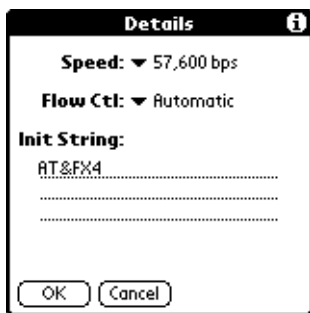 Details i
Speed: 57,600 bps
Flow Ctl: Automatic
Init String:
AT&FX4
OK Cancel